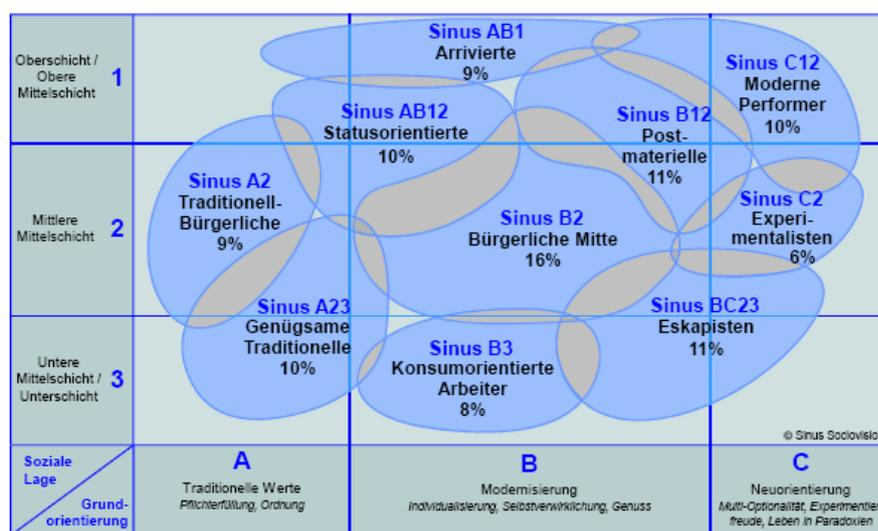 Oberschicht /
Obere
Mittelschicht
1
Mittlere
Mittelschicht
2
Untere
Mittelschicht /
Unterschicht
3
Sinus AB1
Arrivierte
9%
Sinus C12
Moderne
Performer
10%
Sinus AB12
Statusorientierte
10%
Sinus B12
Post-
materielle
11%
Sinus A2
Traditionell-
Bürgerliche
9%
Sinus B2
Bürgerliche Mitte
16%
Sinus C2
Experi-
mentalisten
6%
Sinus A23
Genügsame
Traditionelle
10%
Sinus B3
Konsumorientierte
Arbeiter
8%
Sinus BC23
Eskapisten
11%
© Sinus Sociovisio
Soziale
Lage
Grund-
orientierung
A
Traditionelle Werte
Pflichterfüllung, Ordnung
B
Modernisierung
Individualisierung, Selbstverwirklichung, Genuss
C
Neuorientierung
Multi-Optionalität, Experimentier
freude, Leben in Paradoxien